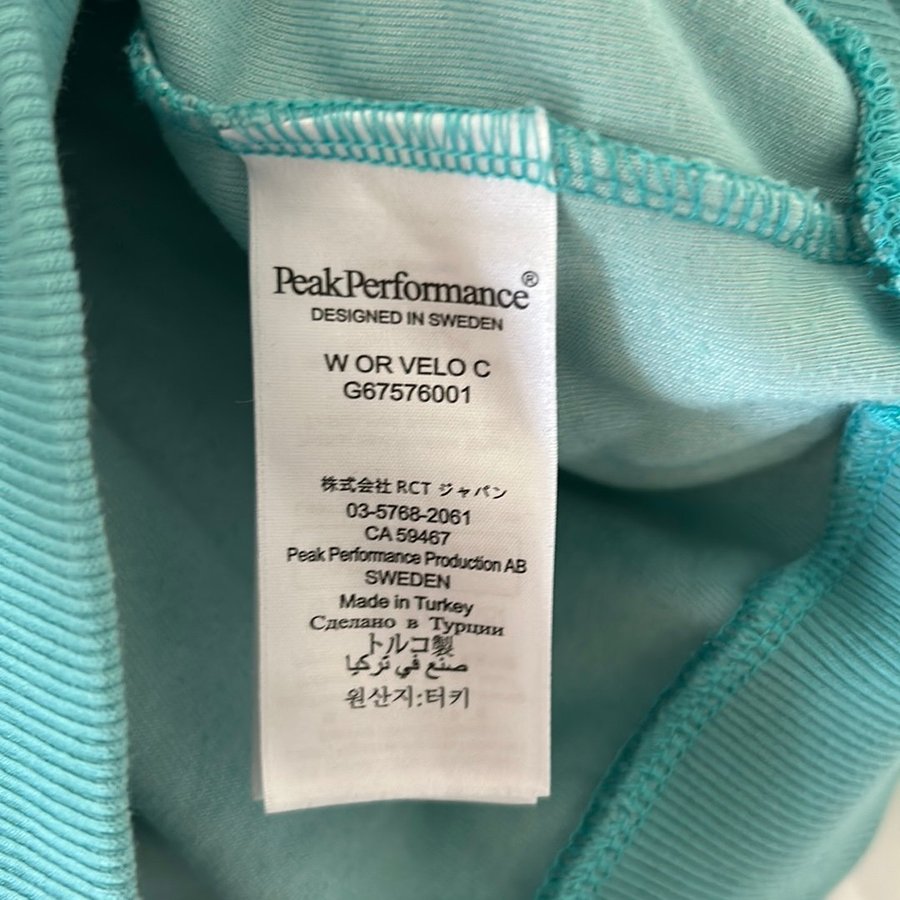 PeakPerformance®
DESIGNED IN SWEDEN
W OR VELO C
G67576001
株式会社 RCT ジャパン
03-5768-2061
CA 59467
Peak Performance Production AB
SWEDEN
Made in Turkey
Сделано в Турции
トルコ製
صنع في تركيا
원산지:터키